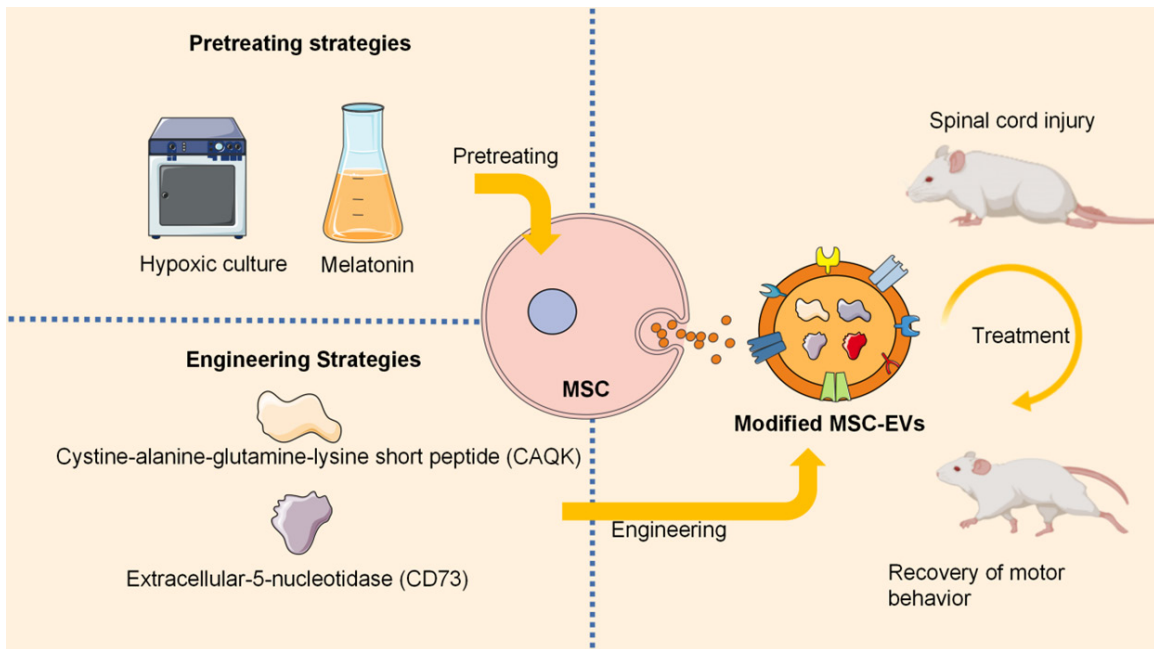 Pretreating strategies
Hypoxic culture
Melatonin
Pretreating
Engineering Strategies
Cystine-alanine-glutamine-lysine short peptide (CAQK)
Extracellular-5-nucleotidase (CD73)
Engineering
MSC
Modified MSC-EVs
Spinal cord injury
Treatment
Recovery of motor
behavior